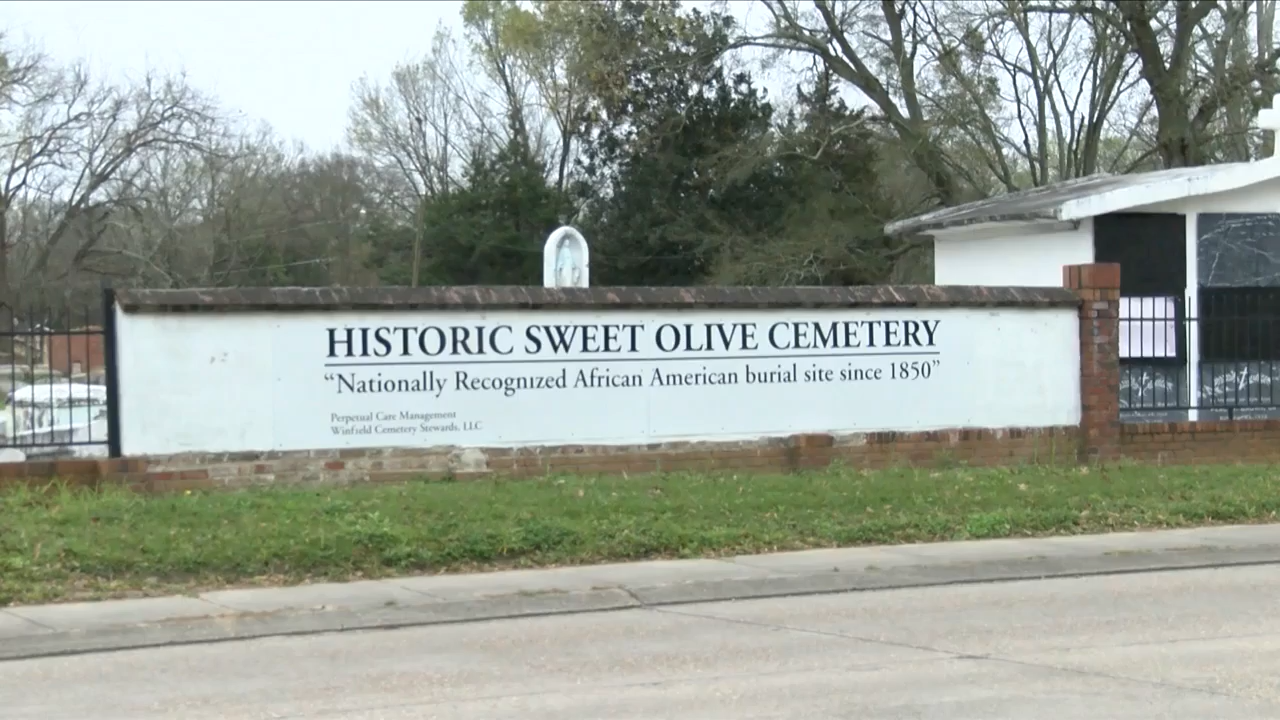 HISTORIC SWEET OLIVE CEMETERY
“Nationally Recognized African American burial site since 1850”
Perpetual Care Management
Winfield Cemetery Stewards, LLC